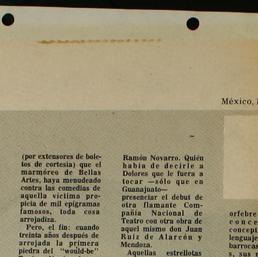 México,
(por extensores de bole-
tos de cortesía) que el
marmóreo de Bellas
Artes, haya menudeado
contra las comedias de
aquella víctima pro-
picia de mil epigramas
famosos, toda cosa
arrojadiza.
Pero, el fin: cuando
treinta años después de
arrojada la primera
piedra del "would-be"
Ramón Novarro. Quién
habia de decirle a
Dolores que le fuera a
tocar —sólo que en
Guanajuato—
presenciar el debut de
otra flamante Com-
pañía Nacional de
Teatro con otra obra de
aquel mismo don Juan
Ruiz de Alarcón y
Mendoza.
Aquellas estrellotas
orfebre
conce
concepti
lenguaje
barrocas
s, sus